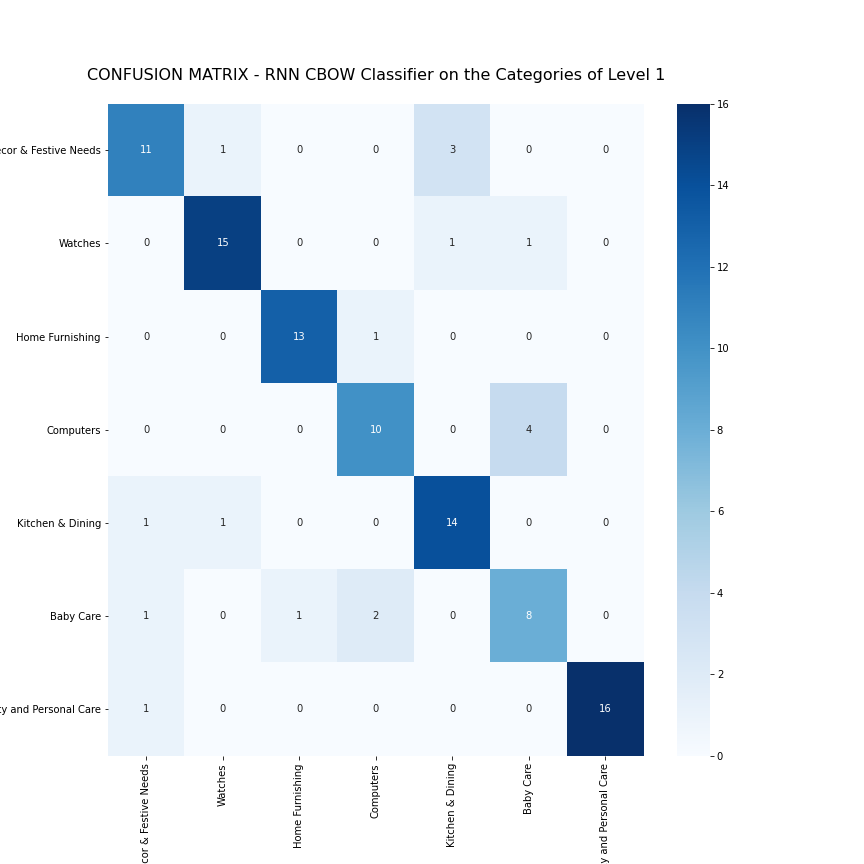 CONFUSION MATRIX - RNN CBOW Classifier on the Categories of Level 1
16
cor & Festive Needs 11 1 0 0 3 0 0
14
Watches 0 15 0 0 1 1 0
12
Home Furnishing 0 0 13 1 0 0 0
10
Computers 0 0 0 10 0 4 0
8
6
Kitchen & Dining 1 1 0 0 14 0 0
4
Baby Care 1 0 1 2 0 8 0
2
y and Personal Care 1 0 0 0 0 0 16
0
cor & Festive Needs
Watches
Home Furnishing
Computers
Kitchen & Dining
Baby Care
y and Personal Care